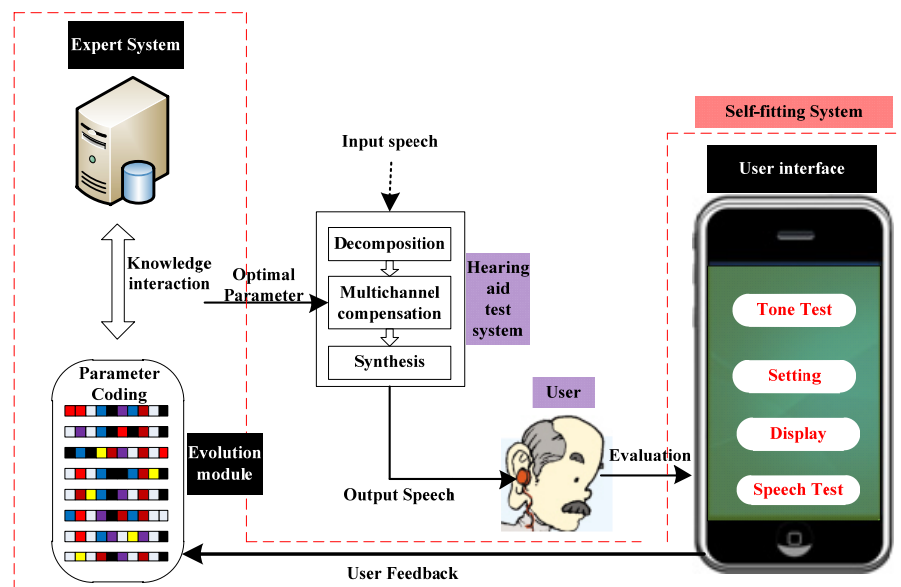 Expert System
Self-fitting System
Input speech
User interface
Decomposition
Knowledge
interaction
Optimal
Parameter
Multichannel
compensation
Hearing
aid
test
system
Tone Test
Synthesis
Parameter
Coding
Setting
User
Display
Evolution
module
Evaluation
Output Speech
Speech Test
User Feedback